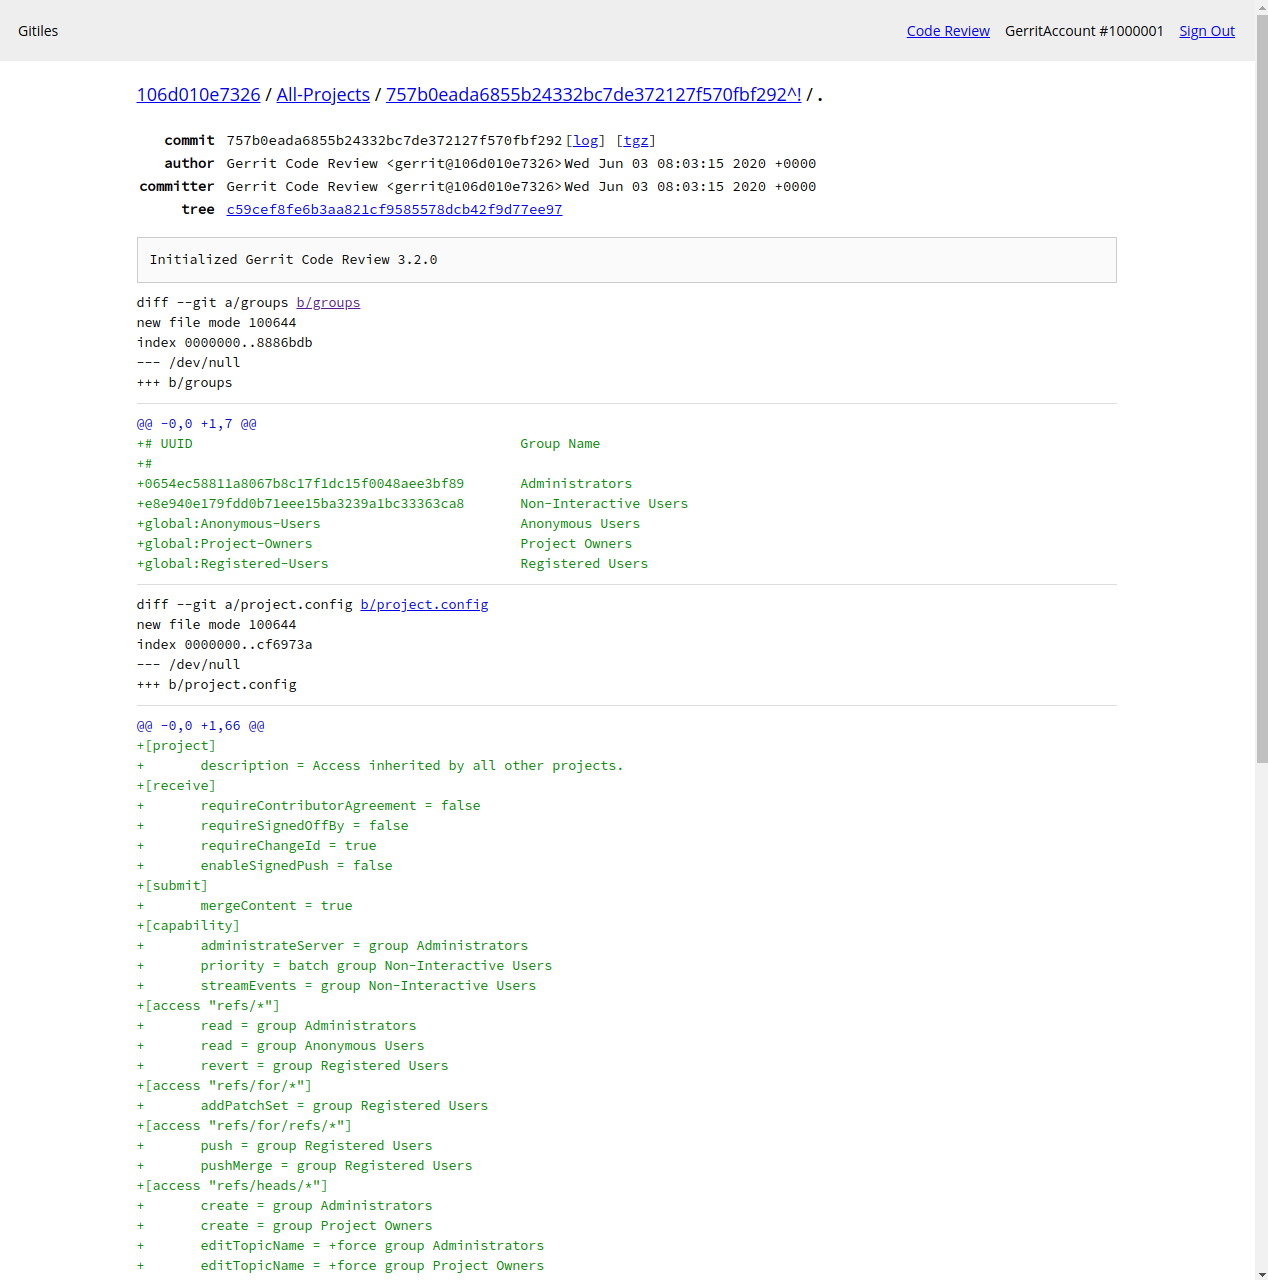 Gitiles
Code Review GerritAccount #1000001 Sign Out
106d010e7326 / All-Projects / 757b0eada6855b24332bc7de372127f570fbf292^! / .
commit 757b0eada6855b24332bc7de372127f570fbf292 [log] [tgz]
author Gerrit Code Review <gerrit@106d010e7326> Wed Jun 03 08:03:15 2020 +0000
committer Gerrit Code Review <gerrit@106d010e7326> Wed Jun 03 08:03:15 2020 +0000
tree c59cef8fe6b3aa821cf9585578dcb42f9d77ee97
Initialized Gerrit Code Review 3.2.0
diff --git a/groups b/groups
new file mode 100644
index 0000000..8886bdb
--- /dev/null
+++ b/groups
@@ -0,0 +1,7 @@
+# UUID Group Name
+#
+0654ec58811a8067b8c17f1dc15f0048aee3bf89 Administrators
+e8e940e179fdd0b71eee15ba3239a1bc33363ca8 Non-Interactive Users
+global:Anonymous-Users Anonymous Users
+global:Project-Owners Project Owners
+global:Registered-Users Registered Users
diff --git a/project.config b/project.config
new file mode 100644
index 0000000..cf6973a
--- /dev/null
+++ b/project.config
@@ -0,0 +1,66 @@
+[project]
+ description = Access inherited by all other projects.
+[receive]
+ requireContributorAgreement = false
+ requireSignedOffBy = false
+ requireChangeId = true
+ enableSignedPush = false
+[submit]
+ mergeContent = true
+[capability]
+ administrateServer = group Administrators
+ priority = batch group Non-Interactive Users
+ streamEvents = group Non-Interactive Users
+[access "refs/*"]
+ read = group Administrators
+ read = group Anonymous Users
+ revert = group Registered Users
+[access "refs/for/*"]
+ addPatchSet = group Registered Users
+[access "refs/for/refs/*"]
+ push = group Registered Users
+ pushMerge = group Registered Users
+[access "refs/heads/*"]
+ create = group Administrators
+ create = group Project Owners
+ editTopicName = +force group Administrators
+ editTopicName = +force group Project Owners